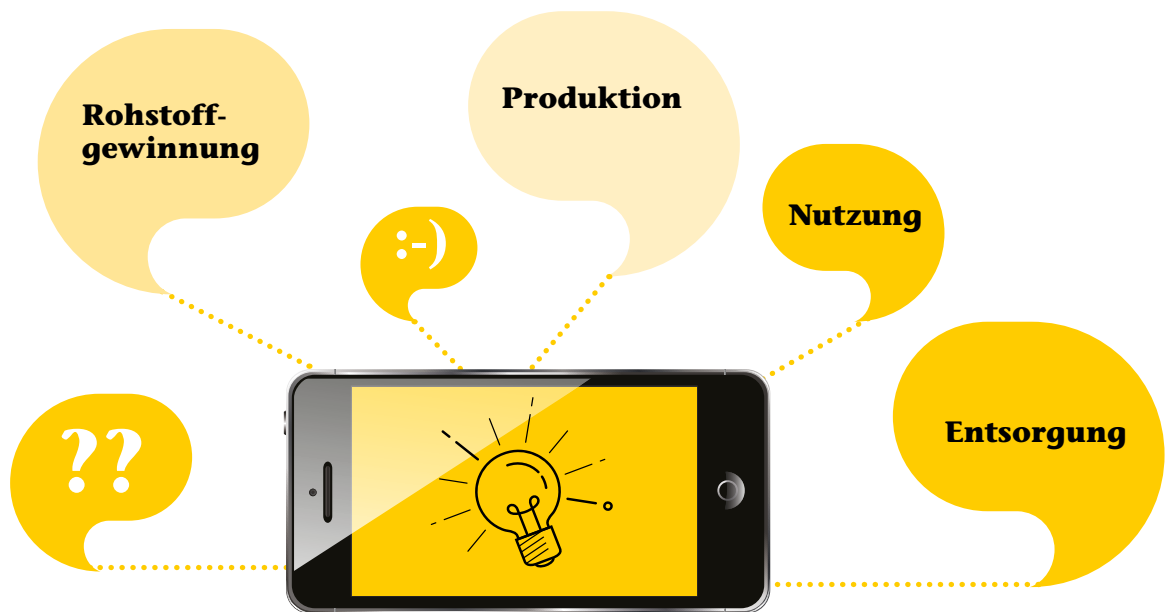 Rohstoff-
gewinnung
:-)
Produktion
Nutzung
??
Entsorgung